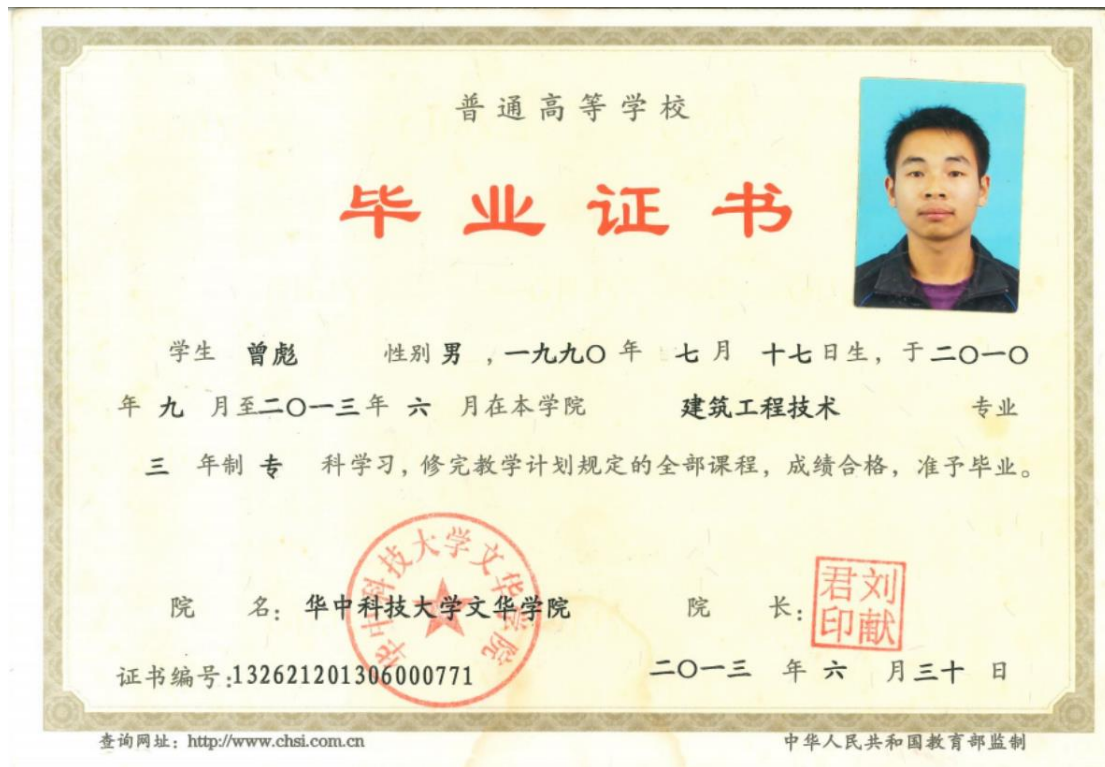 普通高等学校
毕业证书
学生 曾彪 性别 男 ，一九九〇 年 七 月 十七 日生，于 二〇一〇
年 九 月至 二〇一三 年 六 月在本学院 建筑工程技术 专业
三 年制 专 科学习，修完教学计划规定的全部课程，成绩合格，准予毕业。
华中科技大学文华学院
院 名：华中科技大学文华学院 院 长：
刘献君印
证书编号：132621201306000771 二〇一三 年 六 月 三十 日
查询网址：http://www.chsi.com.cn 中华人民共和国教育部监制